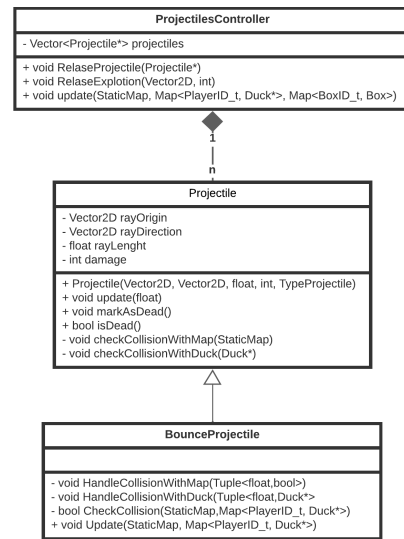 ProjectilesController
- Vector<Projectile*> projectiles
+ void RelaseProjectile(Projectile*)
+ void RelaseExplotion(Vector2D, int)
+ void update(StaticMap, Map<PlayerID_t, Duck*>, Map<BoxID_t, Box>)
1
n
Projectile
- Vector2D rayOrigin
- Vector2D rayDirection
- float rayLenght
- int damage
+ Projectile(Vector2D, Vector2D, float, int, TypeProjectile)
+ void update(float)
+ void markAsDead()
+ bool isDead()
- void checkCollisionWithMap(StaticMap)
- void checkCollisionWithDuck(Duck*)
BounceProjectile
- void HandleCollisionWithMap(Tuple<float,bool>)
- void HandleCollisionWithDuck(Tuple<float,Duck*>
- bool CheckCollision(StaticMap,Map<PlayerID_t, Duck*>)
+ void Update(StaticMap, Map<PlayerID_t, Duck*>)